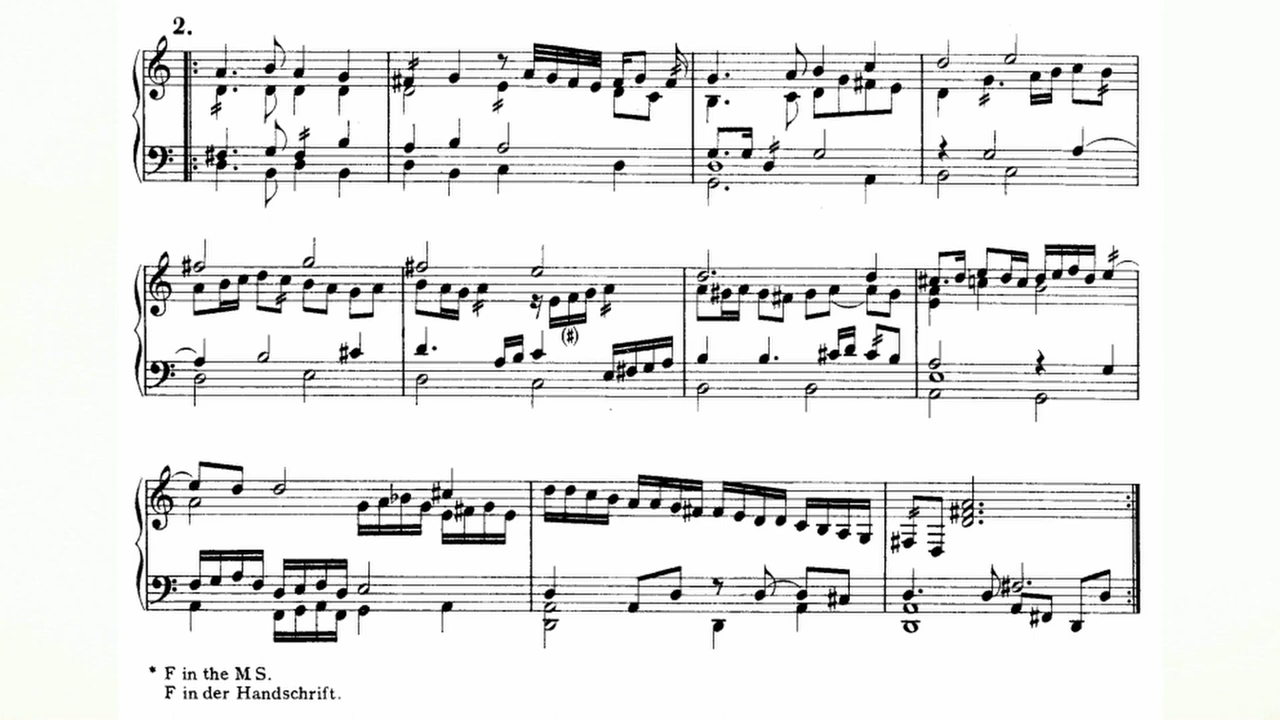 2.
(#)
* F in the MS.
F in der Handschrift.